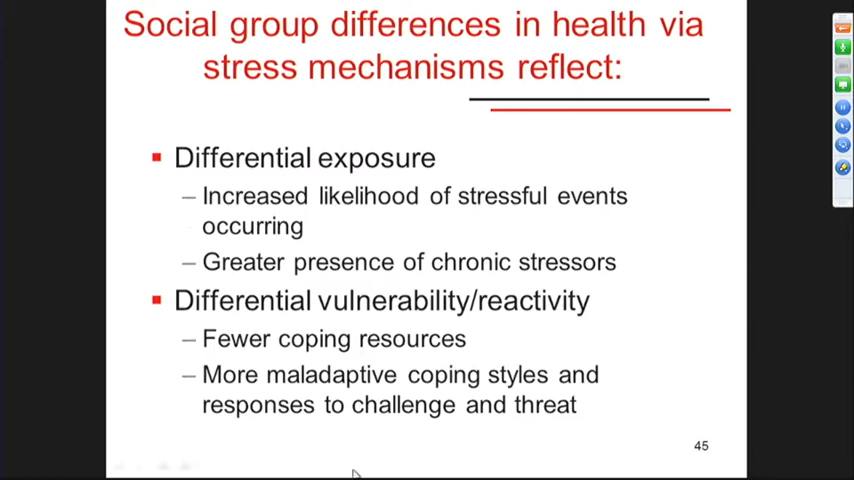 Social group differences in health via
stress mechanisms reflect:
▪ Differential exposure
– Increased likelihood of stressful events
occurring
– Greater presence of chronic stressors
▪ Differential vulnerability/reactivity
– Fewer coping resources
– More maladaptive coping styles and
responses to challenge and threat
45